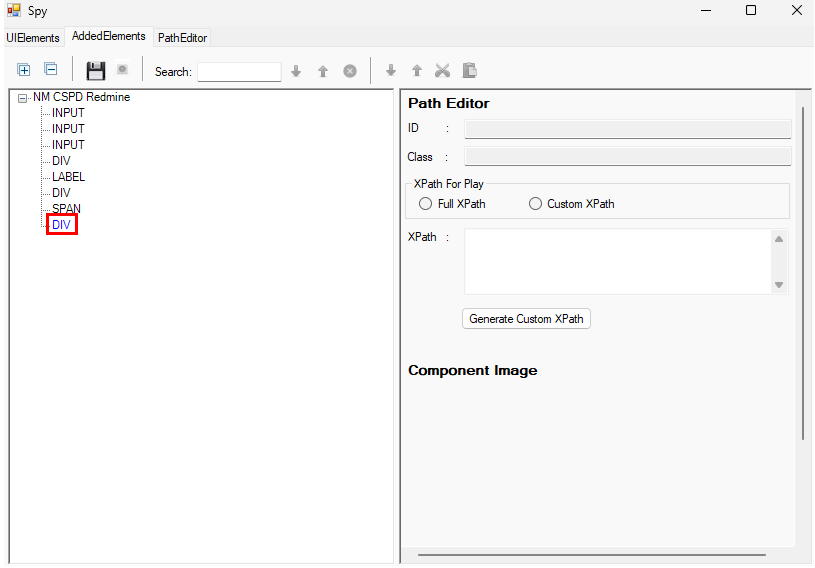 Spy
UIElements AddedElements PathEditor
Search:
NM CSPD Redmine
INPUT
INPUT
INPUT
DIV
LABEL
DIV
SPAN
DIV
Path Editor
ID :
Class :
XPath For Play
Full XPath Custom XPath
XPath :
Generate Custom XPath
Component Image